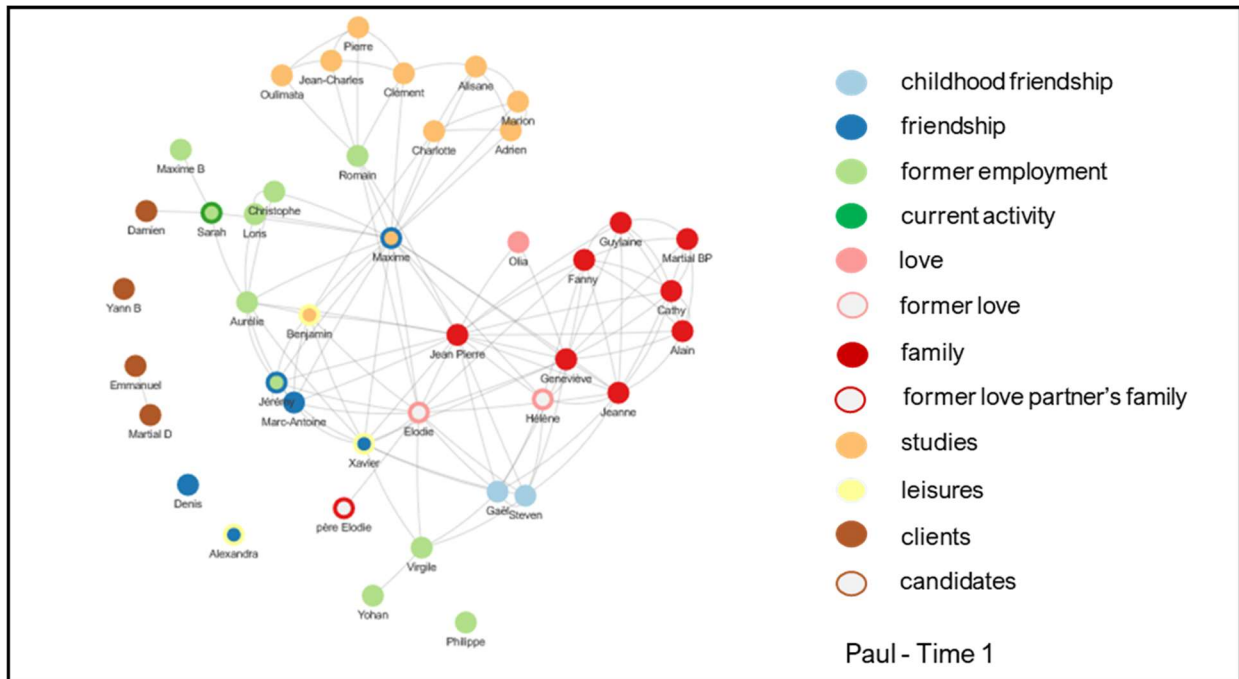 Pierre
Jean-Charles
Oulimata
Clément
Alisane
Marion
Charlotte
Adrien
Romain
Maxime B
Christophe
Damien
Sarah
Loris
Maxime
Olia
Guylaine
Martial BP
Fanny
Cathy
Yann B
Aurélie
Benjamin
Jean Pierre
Alain
Geneviève
Emmanuel
Jérémy
Marc-Antoine
Elodie
Hélène
Jeanne
Martial D
Xavier
Denis
père Elodie
Gaël
Steven
Alexandra
Virgile
Yohan
Philippe
childhood friendship
friendship
former employment
current activity
love
former love
family
former love partner's family
studies
leisures
clients
candidates
Paul - Time 1